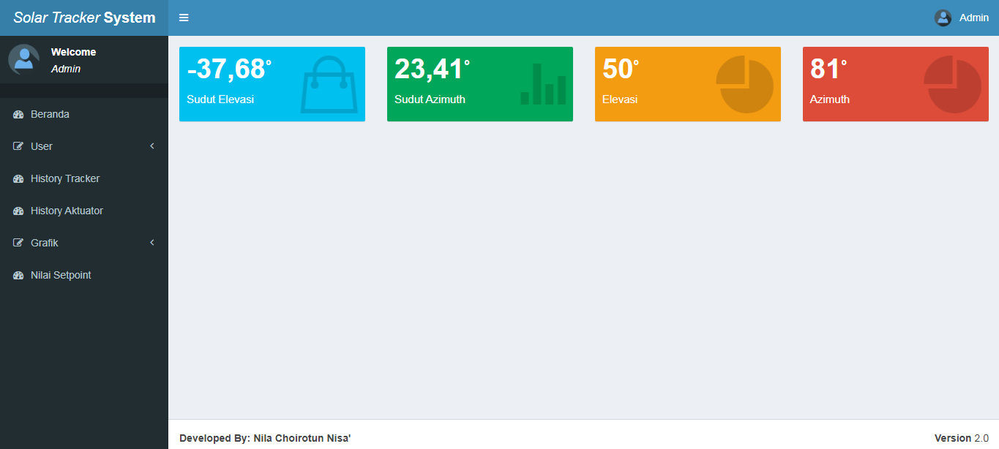 Solar Tracker System
Admin
Welcome
Admin
Beranda
User
History Tracker
History Aktuator
Grafik
Nilai Setpoint
-37,68°
Sudut Elevasi
23,41°
Sudut Azimuth
50°
Elevasi
81°
Azimuth
Developed By: Nila Choirotun Nisa'
Version 2.0